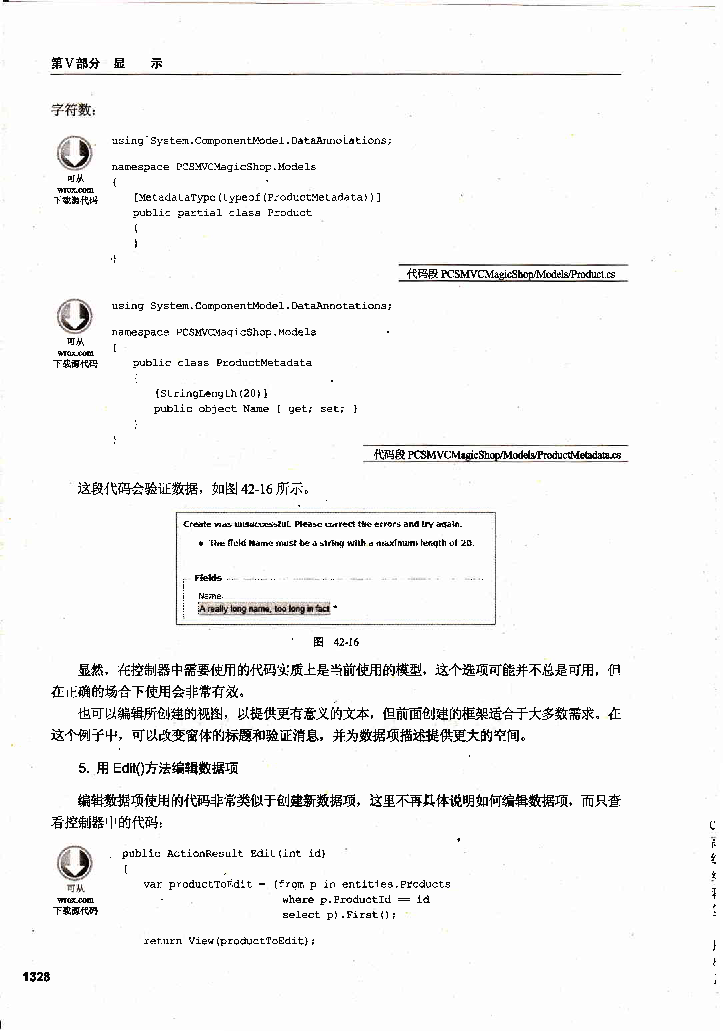 第V部分 显 示
字符数：
可从
wrox.com
下载源代码
using System.ComponentModel.DataAnnotations;
namespace PCSMVCMagicShop.Models
{
[MetadataType(typeof(ProductMetadata))]
public partial class Product
{
}
}
代码段 PCSMVCMagicShop/Models/Product.cs
可从
wrox.com
下载源代码
using System.ComponentModel.DataAnnotations;
namespace PCSMVCMagicShop.Models
{
public class ProductMetadata
{
[StringLength(20)]
public object Name { get; set; }
}
}
代码段 PCSMVCMagicShop/Models/ProductMetadata.cs
这段代码会验证数据，如图 42-16 所示。
Create was unsuccessful. Please correct the errors and try again.
• The field Name must be a string with a maximum length of 20.
Fields
Name:
A really long name, too long in fact *
图 42-16
显然，在控制器中需要使用的代码实质上是当前使用的模型，这个选项可能并不总是可用，但
在正确的场合下使用会非常有效。
也可以编辑所创建的视图，以提供更有意义的文本，但前面创建的框架适合于大多数需求。在
这个例子中，可以改变窗体的标题和验证消息，并为数据项描述提供更大的空间。
5. 用 Edit()方法编辑数据项
编辑数据项使用的代码非常类似于创建新数据项，这里不再具体说明如何编辑数据项，而只查
看控制器中的代码：
可从
wrox.com
下载源代码
public ActionResult Edit(int id)
{
var productToEdit = (from p in entities.Products
where p.ProductId == id
select p).First();
return View(productToEdit);
1328